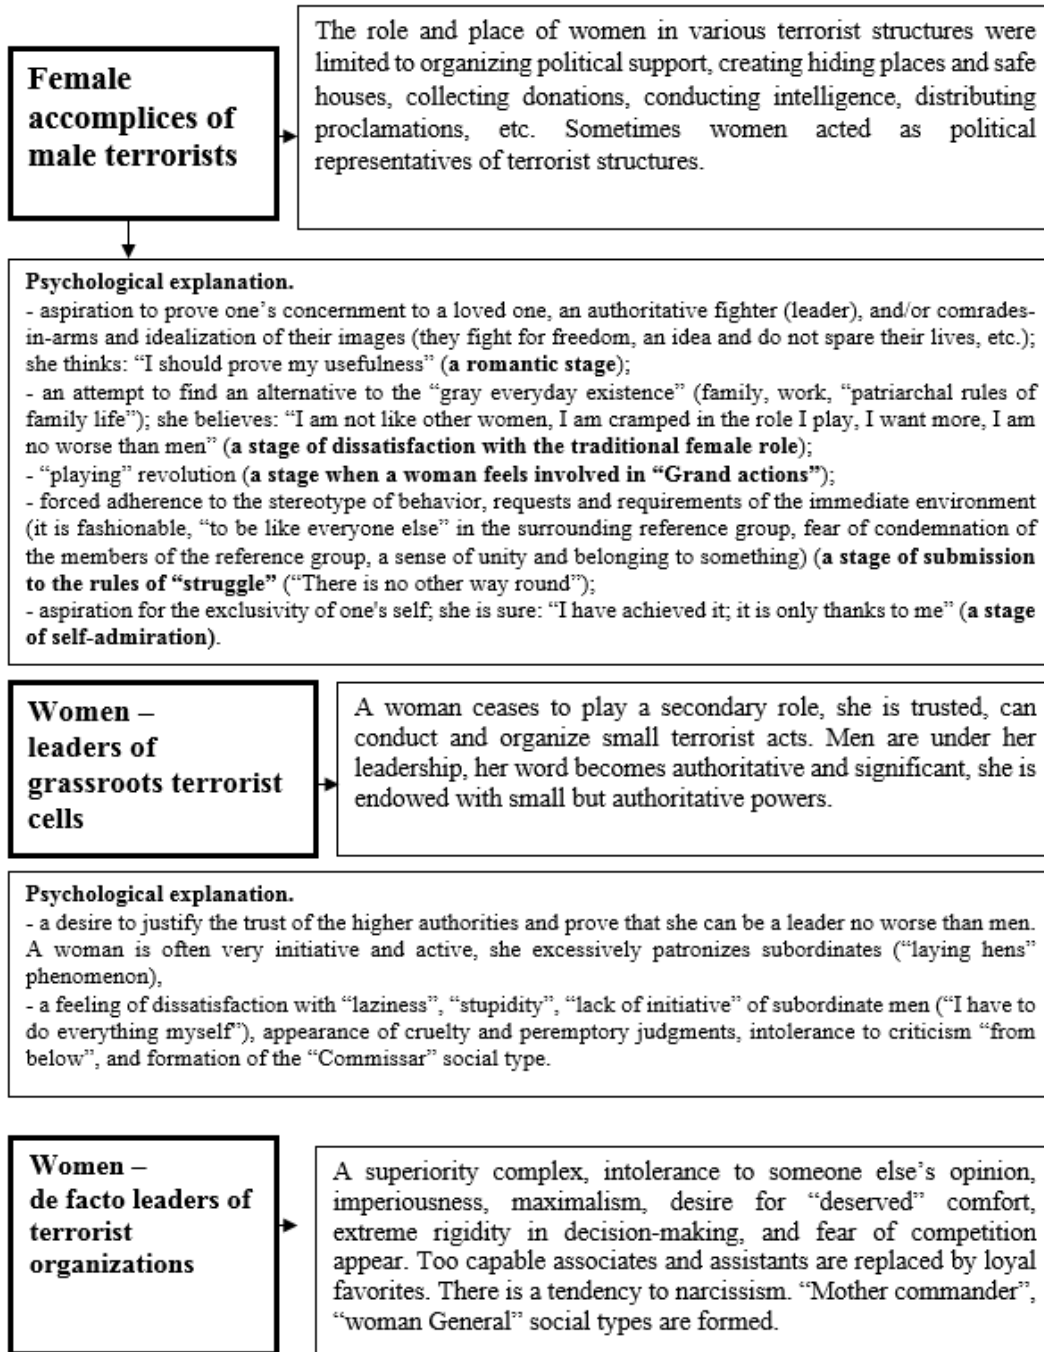 Female
accomplices of
male terrorists
The role and place of women in various terrorist structures were
limited to organizing political support, creating hiding places and safe
houses, collecting donations, conducting intelligence, distributing
proclamations, etc. Sometimes women acted as political
representatives of terrorist structures.
Psychological explanation.
- aspiration to prove one’s concernment to a loved one, an authoritative fighter (leader), and/or comrades-
in-arms and idealization of their images (they fight for freedom, an idea and do not spare their lives, etc.);
she thinks: “I should prove my usefulness” (a romantic stage);
- an attempt to find an alternative to the “gray everyday existence” (family, work, “patriarchal rules of
family life”); she believes: “I am not like other women, I am cramped in the role I play, I want more, I am
no worse than men” (a stage of dissatisfaction with the traditional female role);
- “playing” revolution (a stage when a woman feels involved in “Grand actions”);
- forced adherence to the stereotype of behavior, requests and requirements of the immediate environment
(it is fashionable, “to be like everyone else” in the surrounding reference group, fear of condemnation of
the members of the reference group, a sense of unity and belonging to something) (a stage of submission
to the rules of “struggle” (“There is no other way round”);
- aspiration for the exclusivity of one's self; she is sure: “I have achieved it; it is only thanks to me” (a stage
of self-admiration).
Women –
leaders of
grassroots terrorist
cells
A woman ceases to play a secondary role, she is trusted, can
conduct and organize small terrorist acts. Men are under her
leadership, her word becomes authoritative and significant, she is
endowed with small but authoritative powers.
Psychological explanation.
- a desire to justify the trust of the higher authorities and prove that she can be a leader no worse than men.
A woman is often very initiative and active, she excessively patronizes subordinates (“laying hens”
phenomenon),
- a feeling of dissatisfaction with “laziness”, “stupidity”, “lack of initiative” of subordinate men (“I have to
do everything myself”), appearance of cruelty and peremptory judgments, intolerance to criticism “from
below”, and formation of the “Commissar” social type.
Women –
de facto leaders of
terrorist
organizations
A superiority complex, intolerance to someone else’s opinion,
imperiousness, maximalism, desire for “deserved” comfort,
extreme rigidity in decision-making, and fear of competition
appear. Too capable associates and assistants are replaced by loyal
favorites. There is a tendency to narcissism. “Mother commander”,
“woman General” social types are formed.